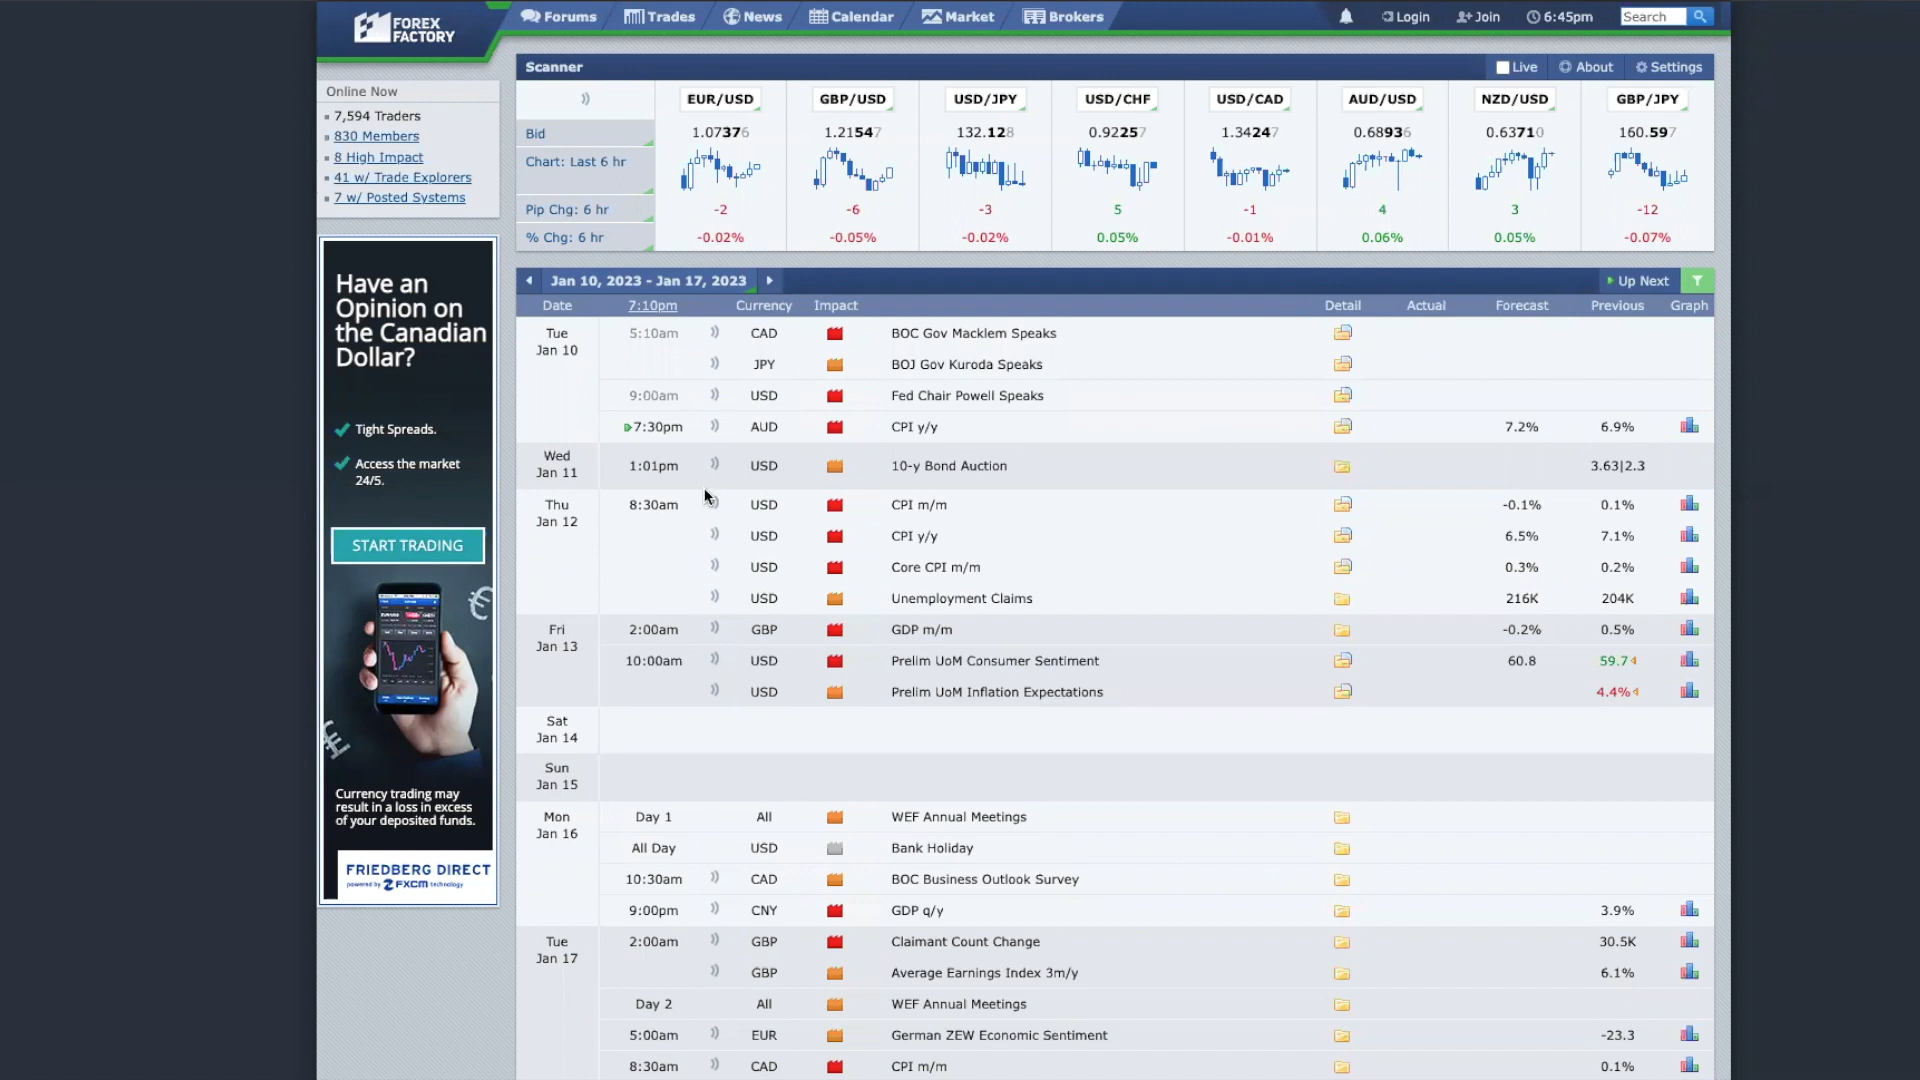 FOREX
FACTORY
Forums
Trades
News
Calendar
Market
Brokers
Login
Join
6:45pm
Search
Online Now
7,594 Traders
830 Members
8 High Impact
41 w/ Trade Explorers
7 w/ Posted Systems
Have an
Opinion on
the Canadian
Dollar?
Tight Spreads.
Access the market
24/5.
START TRADING
Currency trading may
result in a loss in excess
of your deposited funds.
FRIEDBERG DIRECT
powered by FXCM technology
Scanner
Live
About
Settings
EUR/USD GBP/USD USD/JPY USD/CHF USD/CAD AUD/USD NZD/USD GBP/JPY
Bid 1.07376 1.21547 132.128 0.92257 1.34247 0.68936 0.63710 160.597
Chart: Last 6 hr
Pip Chg: 6 hr -2 -6 -3 5 -1 4 3 -12
% Chg: 6 hr -0.02% -0.05% -0.02% 0.05% -0.01% 0.06% 0.05% -0.07%
Jan 10, 2023 - Jan 17, 2023
Up Next
Date 7:10pm Currency Impact Detail Actual Forecast Previous Graph
Tue
Jan 10
5:10am CAD BOC Gov Macklem Speaks
JPY BOJ Gov Kuroda Speaks
9:00am USD Fed Chair Powell Speaks
7:30pm AUD CPI y/y 7.2% 6.9%
Wed
Jan 11
1:01pm USD 10-y Bond Auction 3.63|2.3
Thu
Jan 12
8:30am USD CPI m/m -0.1% 0.1%
USD CPI y/y 6.5% 7.1%
USD Core CPI m/m 0.3% 0.2%
USD Unemployment Claims 216K 204K
Fri
Jan 13
2:00am GBP GDP m/m -0.2% 0.5%
10:00am USD Prelim UoM Consumer Sentiment 60.8 59.7
USD Prelim UoM Inflation Expectations 4.4%
Sat
Jan 14
Sun
Jan 15
Mon
Jan 16
Day 1 All WEF Annual Meetings
All Day USD Bank Holiday
10:30am CAD BOC Business Outlook Survey
9:00pm CNY GDP q/y 3.9%
Tue
Jan 17
2:00am GBP Claimant Count Change 30.5K
GBP Average Earnings Index 3m/y 6.1%
Day 2 All WEF Annual Meetings
5:00am EUR German ZEW Economic Sentiment -23.3
8:30am CAD CPI m/m 0.1%